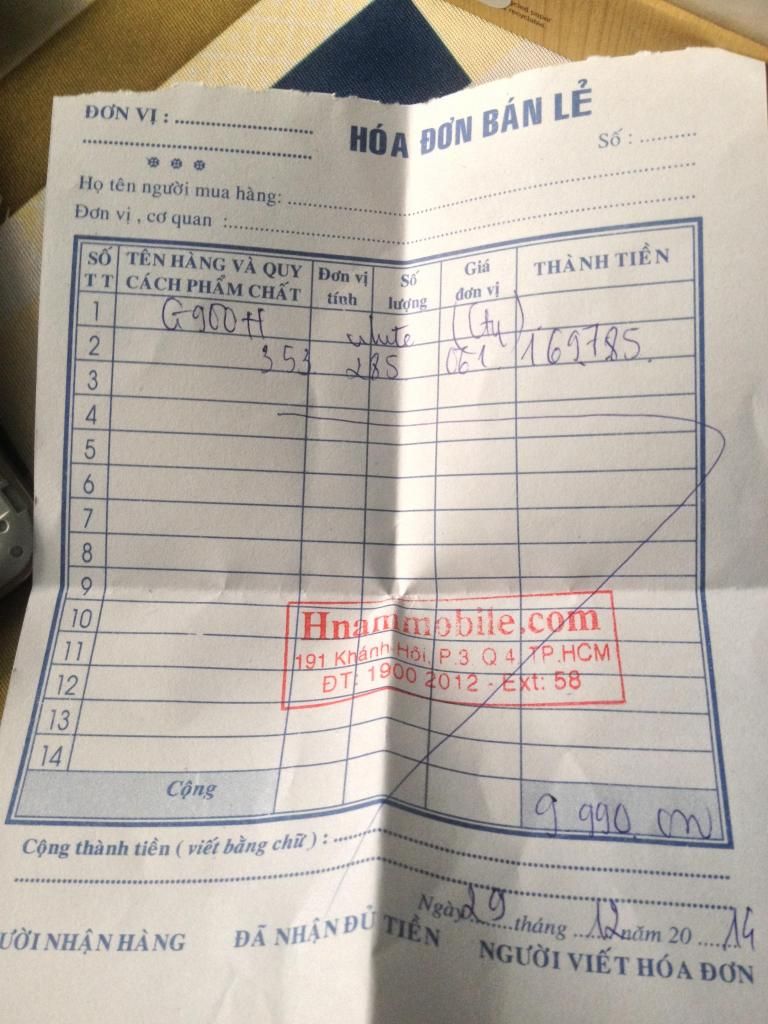 ĐƠN VỊ : ..................
HÓA ĐƠN BÁN LẺ
Số : .........
Họ tên người mua hàng: ..................
Đơn vị , cơ quan :..................
SỐ TT
TÊN HÀNG VÀ QUY CÁCH PHẨM CHẤT
Đơn vị tính
Số lượng
Giá đơn vị
THÀNH TIỀN
1 G900H white (Cty)
2 353 285 061 169785
3
4
5
6
7
8
9
10
11
12
13
14
Hnammobile.com
191 Khánh Hội, P.3 Q 4, TP.HCM
ĐT: 1900 2012 - Ext: 58
Cộng 9 990
Cộng thành tiền ( viết bằng chữ ) : ..................
Ngày 29 tháng 12 năm 2014
ƯỜI NHẬN HÀNG ĐÃ NHẬN ĐỦ TIỀN NGƯỜI VIẾT HÓA ĐƠN